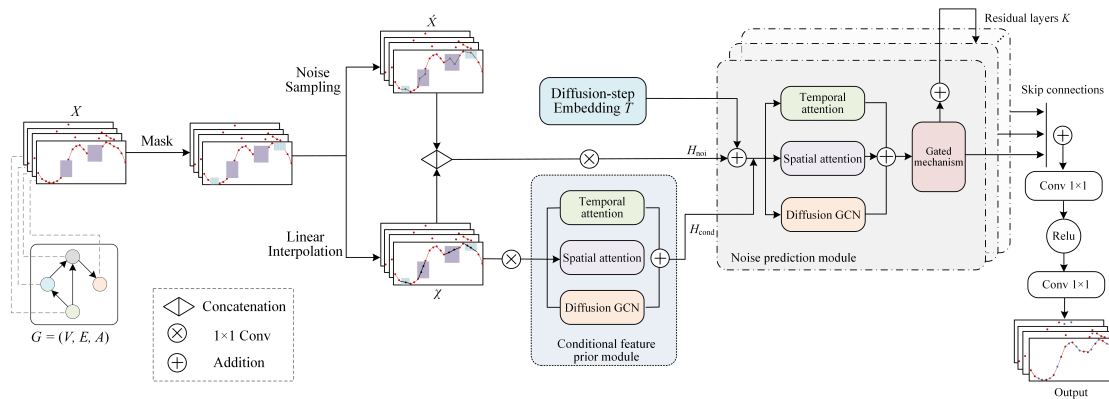 X
Mask
G = (V, E, A)
Noise
Sampling
Linear
Interpolation
X́
χ
Concatenation
1×1 Conv
Addition
Diffusion-step
Embedding T
H_noi
H_cond
Temporal
attention
Spatial attention
Diffusion GCN
Conditional feature
prior module
Temporal
attention
Spatial attention
Diffusion GCN
Gated
mechanism
Noise prediction module
Residual layers K
Skip connections
Conv 1×1
Relu
Conv 1×1
Output